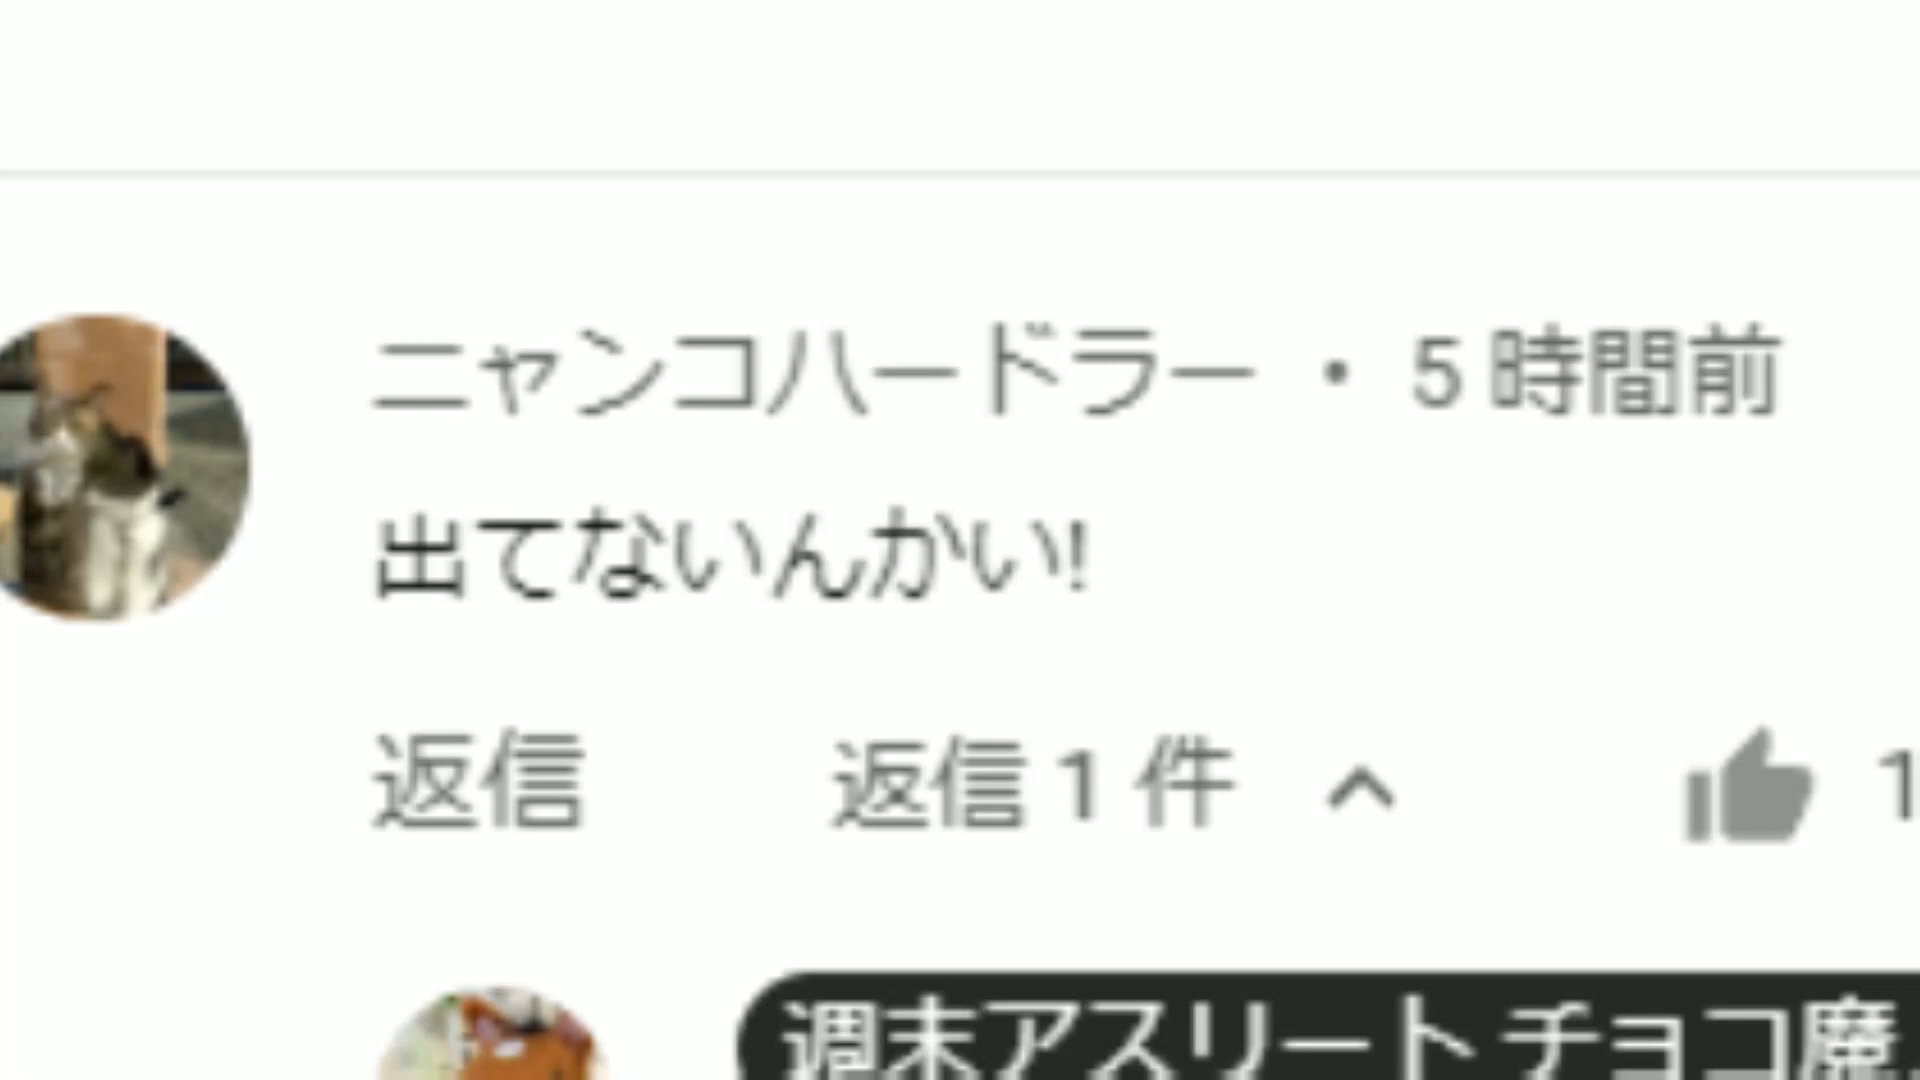 ニャンコハードラー ・ 5 時間前
出てないんかい!
返信 返信 1 件 1
週末アスリート チョコ